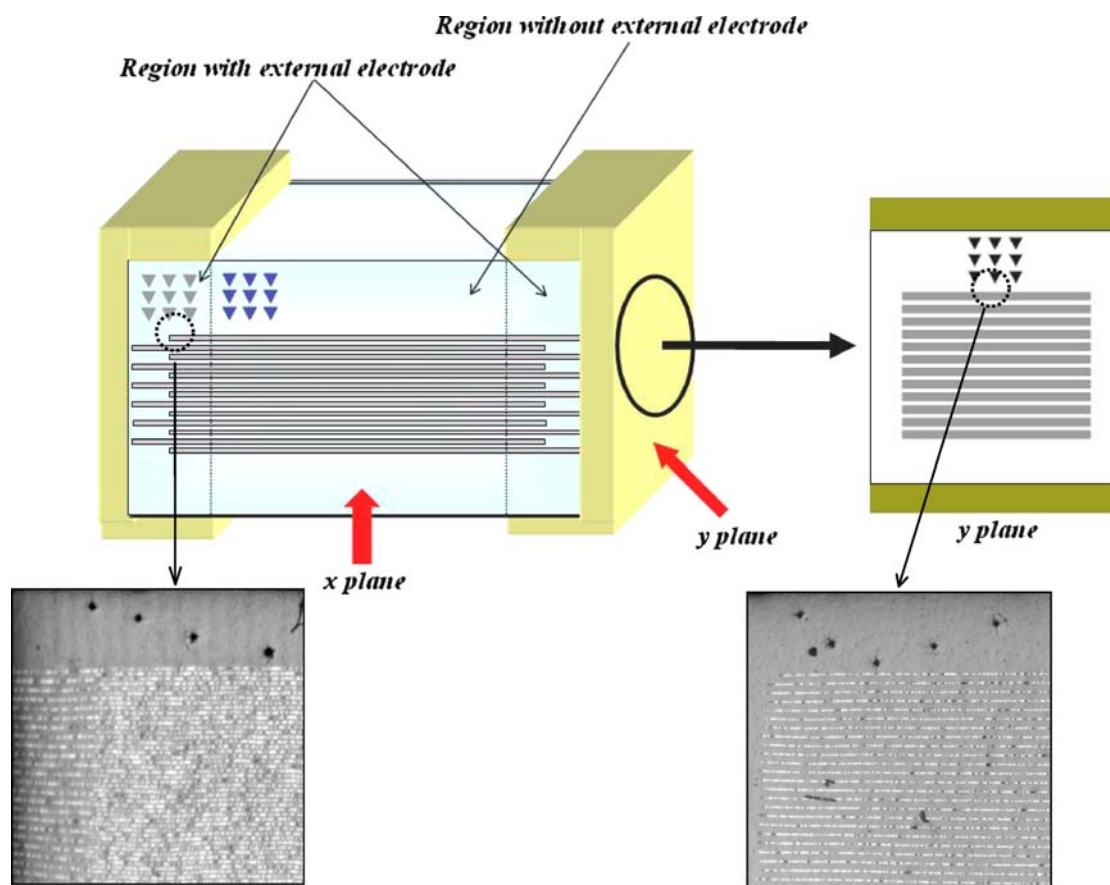 Region without external electrode
Region with external electrode
x plane
y plane
y plane